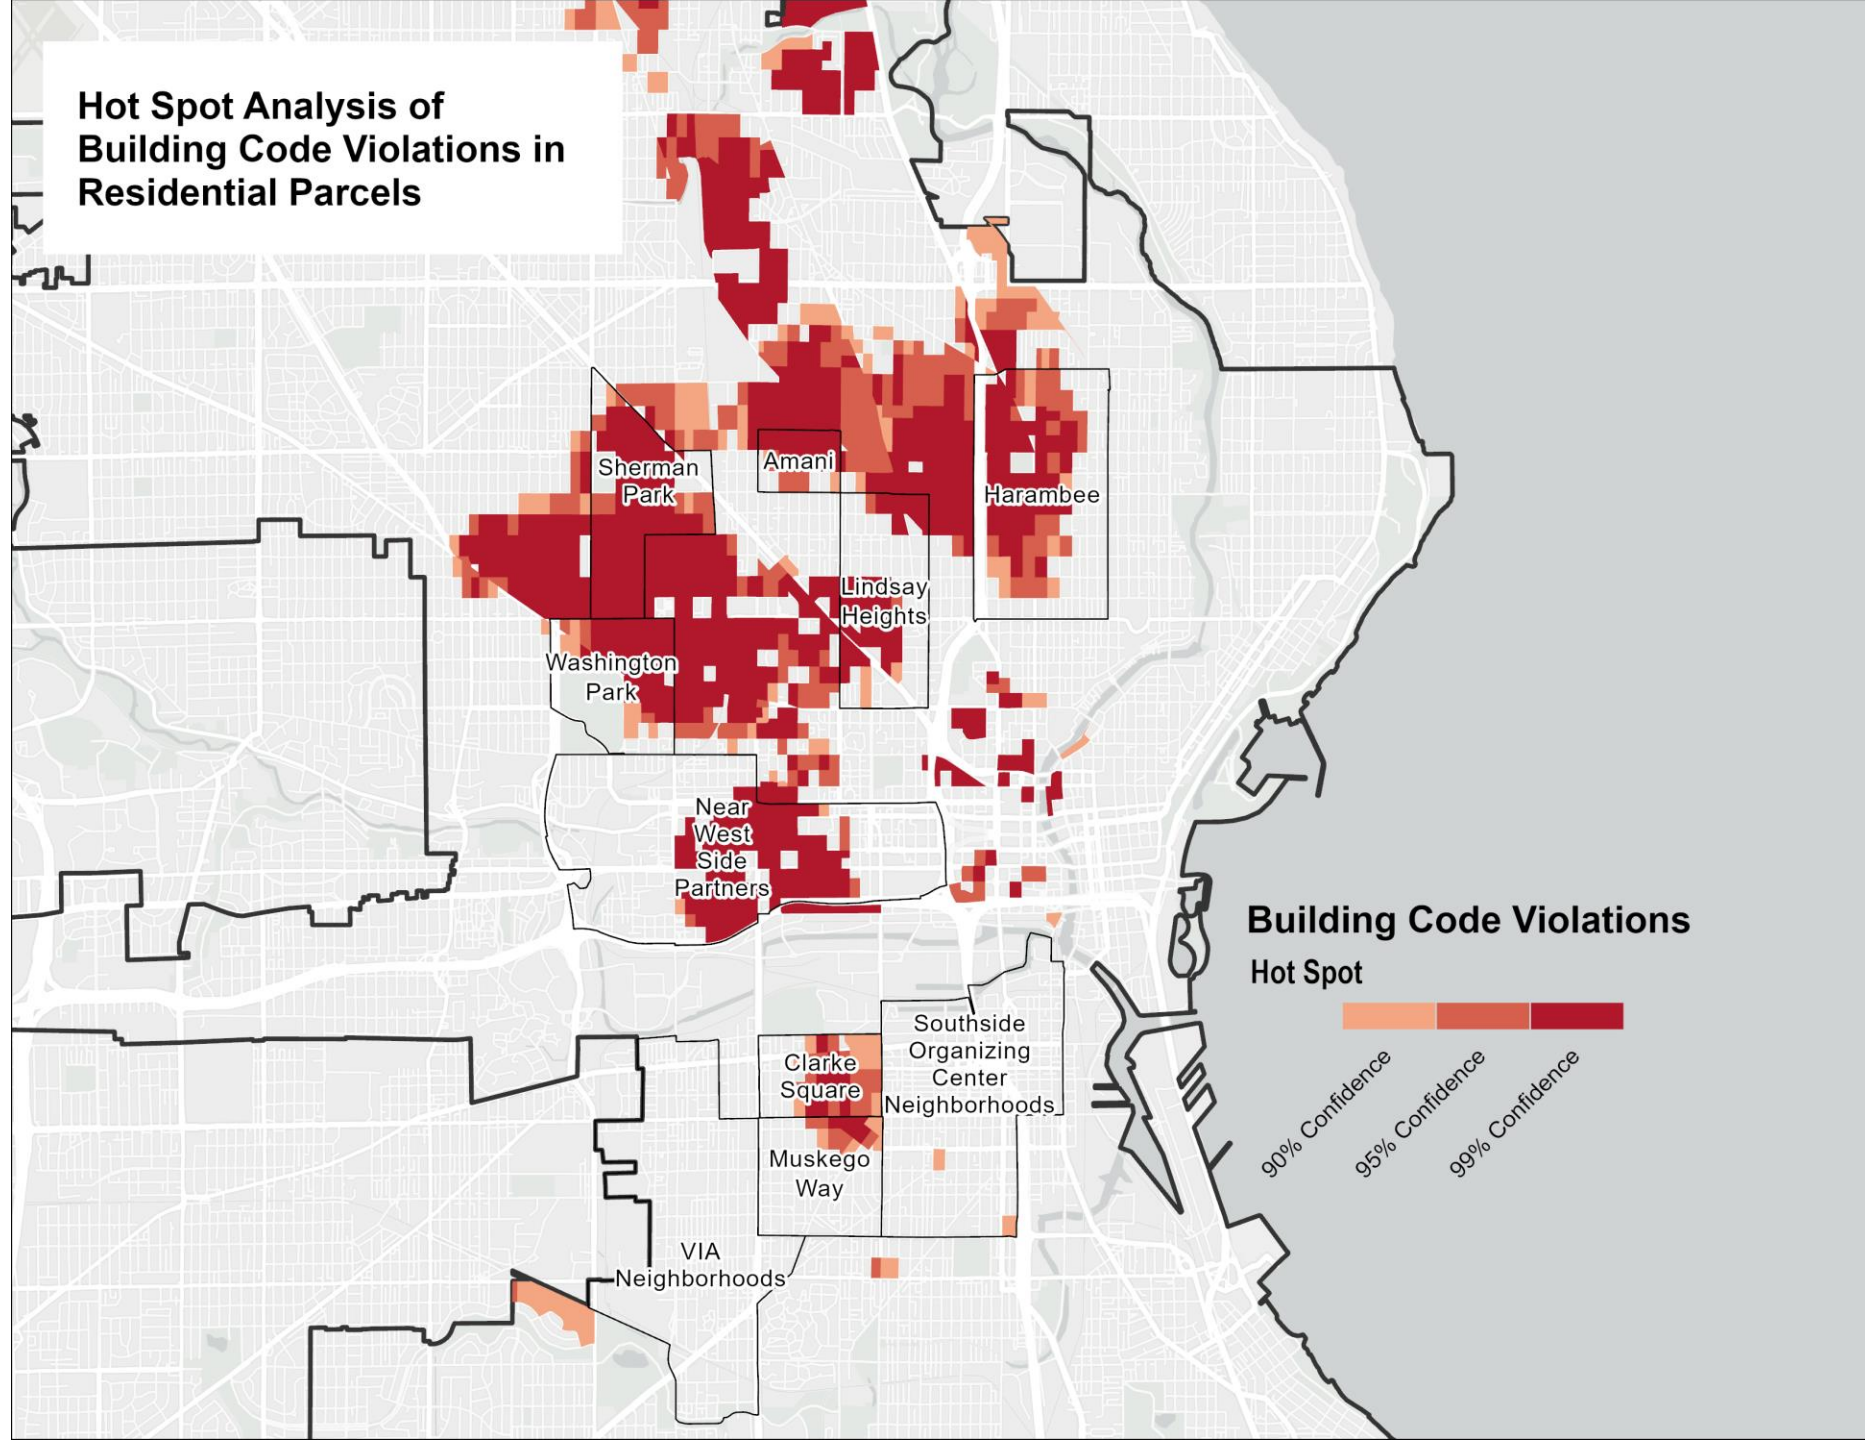 Hot Spot Analysis of
Building Code Violations in
Residential Parcels
Sherman
Park
Amani
Harambee
Lindsay
Heights
Washington
Park
Near
West
Side
Partners
Southside
Organizing
Center
Neighborhoods
Clarke
Square
Muskego
Way
VIA
Neighborhoods
Building Code Violations
Hot Spot
90% Confidence
95% Confidence
99% Confidence